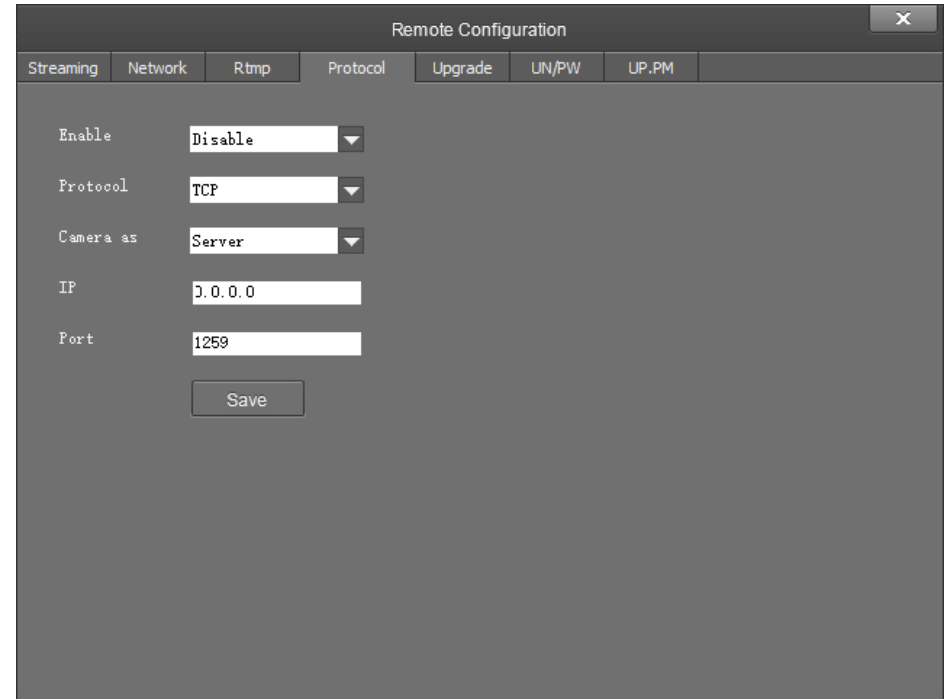 Remote Configuration
Streaming Network Rtmp Protocol Upgrade UN/PW UP.PM
Enable Disable
Protocol TCP
Camera as Server
IP 0.0.0.0
Port 1259
Save